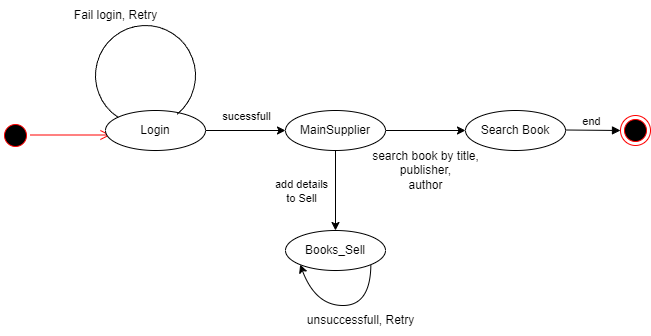 Fail login, Retry
Login
sucessfull
MainSupplier
search book by title,
publisher,
author
Search Book
end
add details
to Sell
Books_Sell
unsuccessfull, Retry